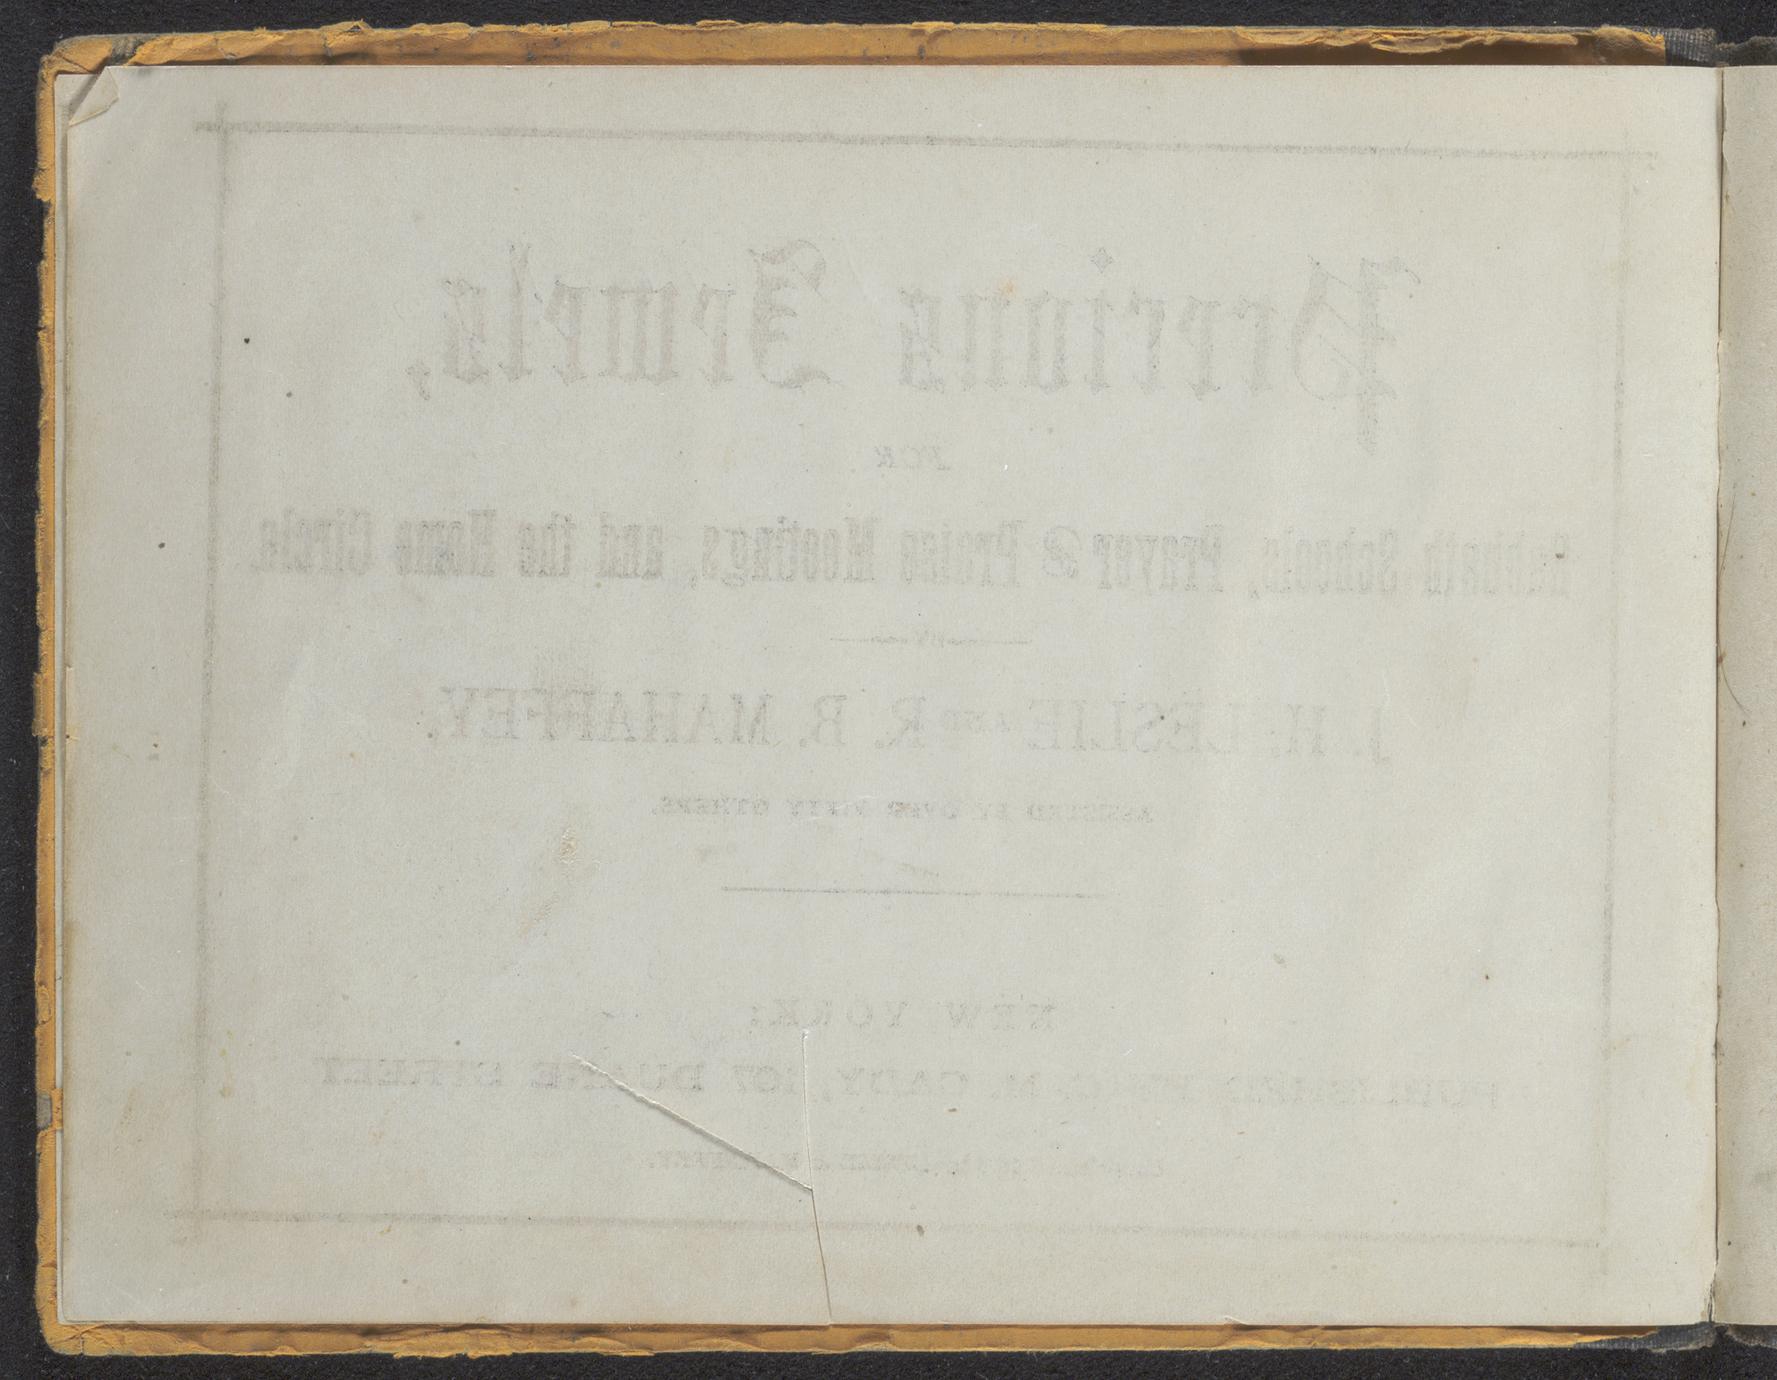 Precious Jewels,
FOR
Sabbath Schools, Prayer & Praise Meetings, and the Home Circle.
J. H. LESLIE AND R. B. MAHAFFEY.
ASSISTED BY OVER FIFTY OTHERS.
NEW YORK:
PUBLISHED BY C. M. CADY, 107 DUANE STREET